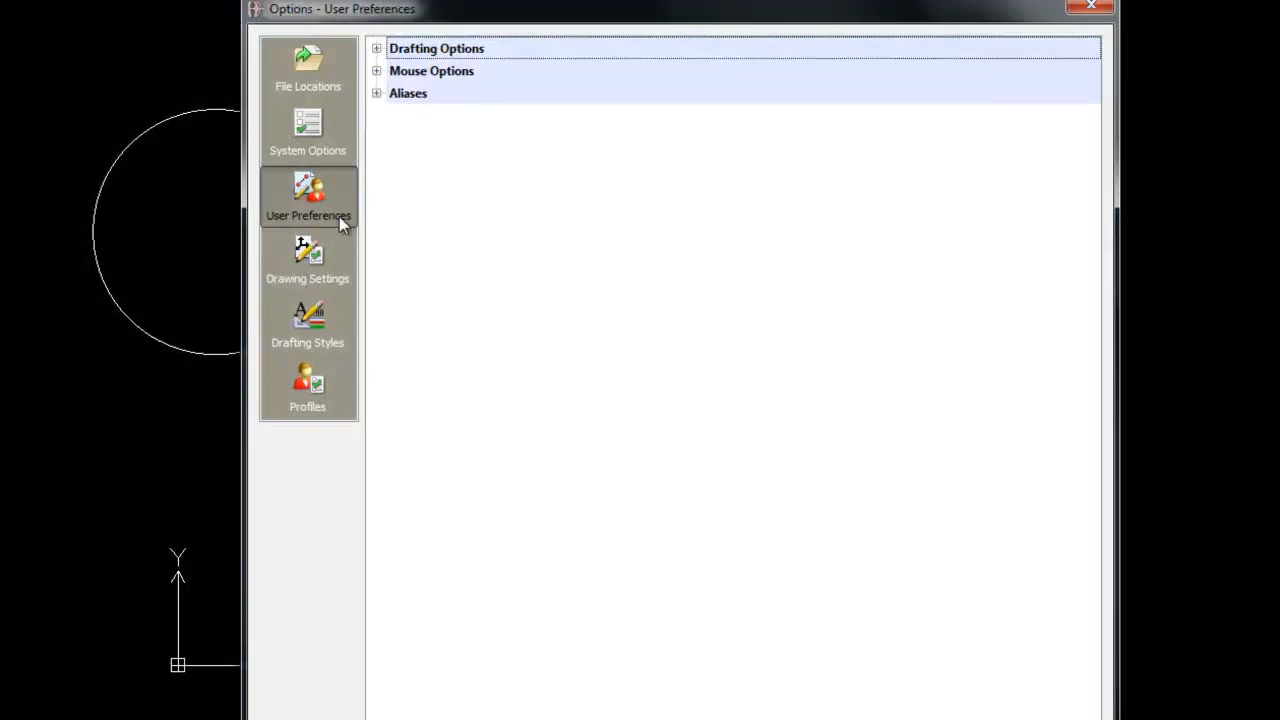 Options - User Preferences
File Locations
System Options
User Preferences
Drawing Settings
Drafting Styles
Profiles
Drafting Options
Mouse Options
Aliases
Y